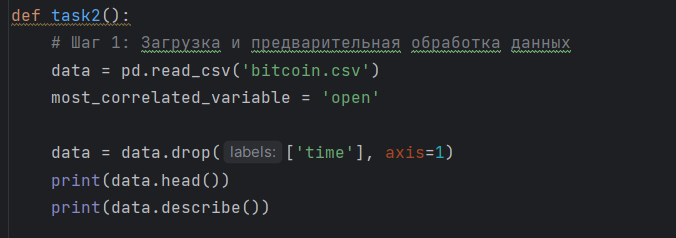 def task2():
# Шаг 1: Загрузка и предварительная обработка данных
data = pd.read_csv('bitcoin.csv')
most_correlated_variable = 'open'
data = data.drop( labels: ['time'], axis=1)
print(data.head())
print(data.describe())